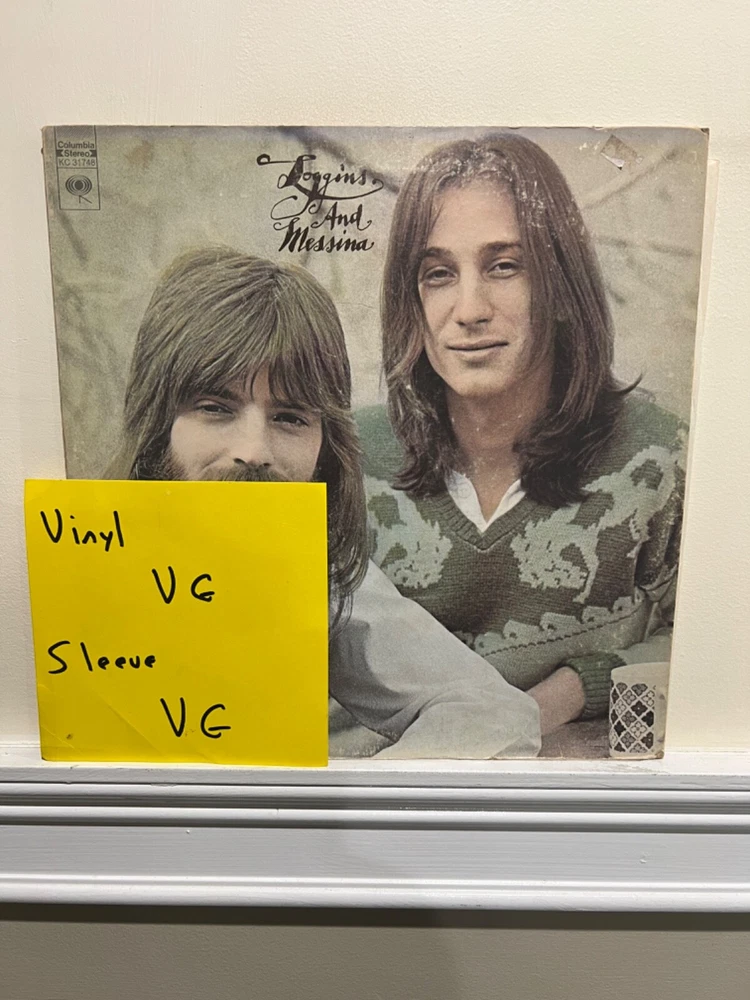 Columbia
Stereo
KC 31748
Loggins
And
Messina
Vinyl
VG
Sleeve
VG